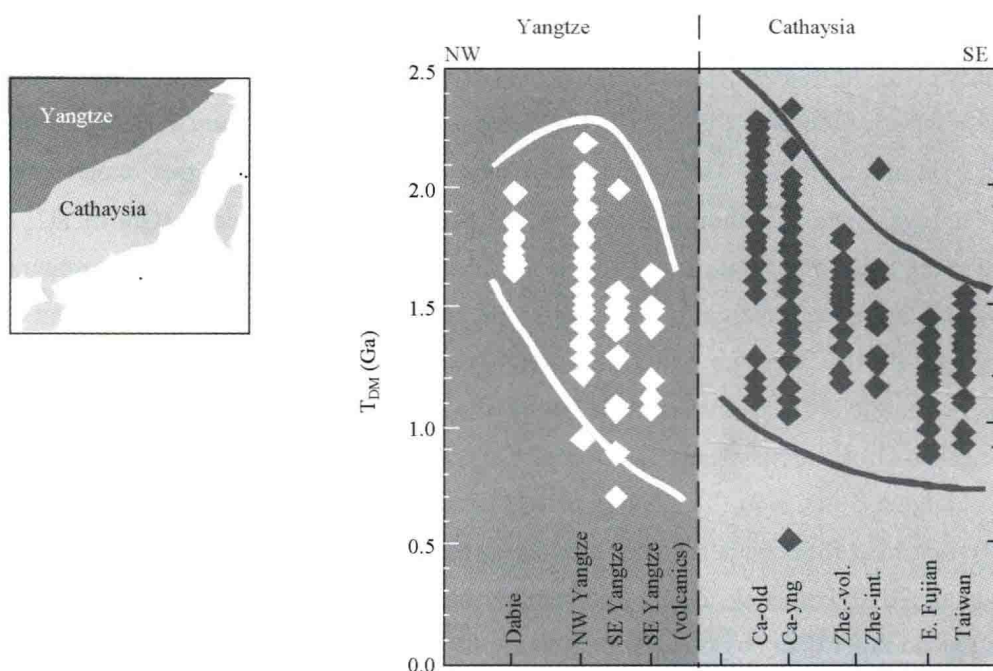 Yangtze
Cathaysia
Yangtze Cathaysia
NW SE
2.5
2.0
1.5
1.0
0.5
0.0
T_DM (Ga)
Dabie
NW Yangtze
SE Yangtze
SE Yangtze
(volcanics)
Ca-old
Ca-yng
Zhe.-vol.
Zhe.-int.
E. Fujian
Taiwan